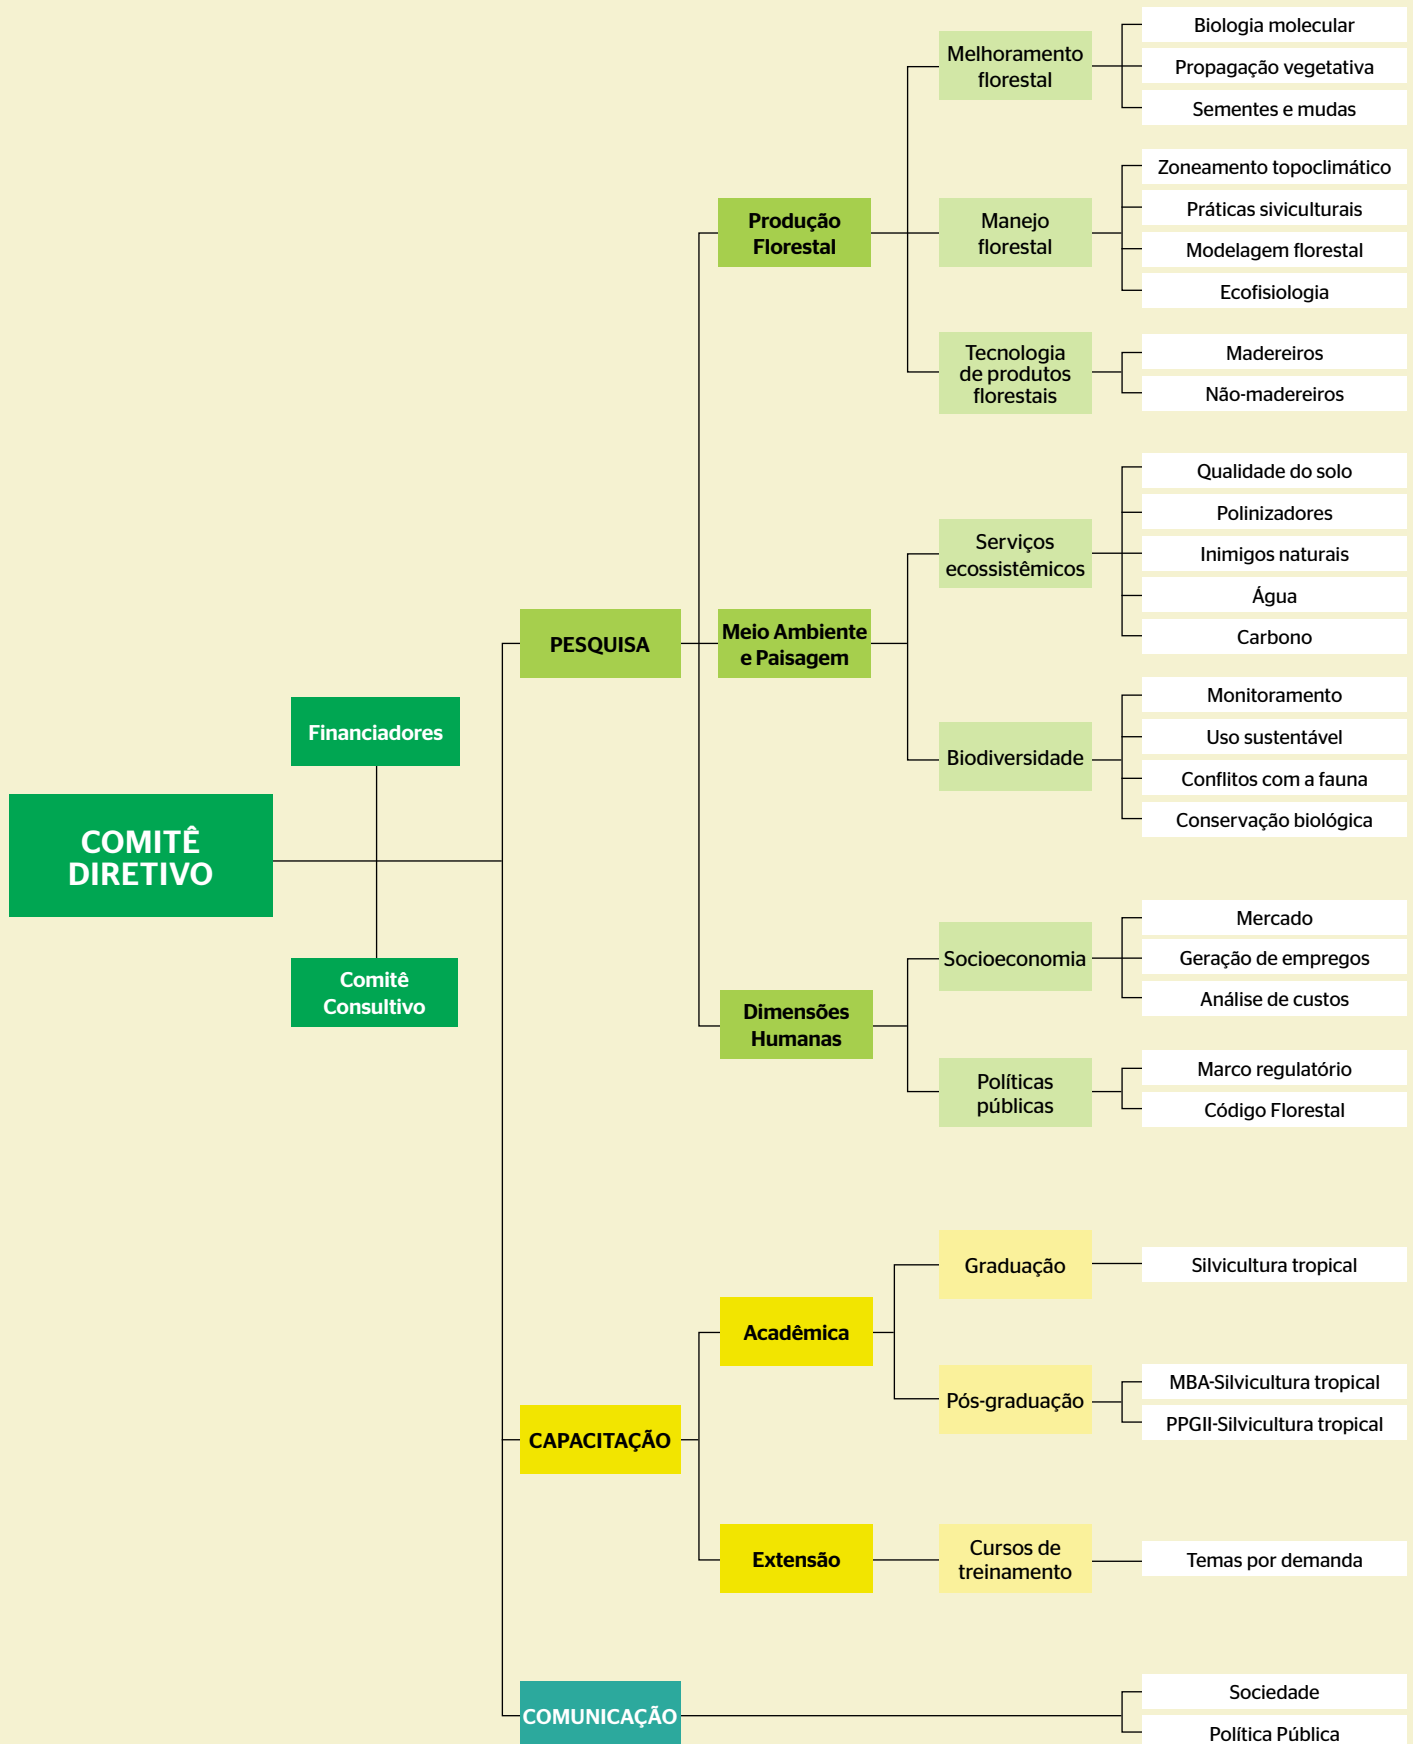 COMITÊ
DIRETIVO
Financiadores
Comitê
Consultivo
PESQUISA
Produção
Florestal
Melhoramento
florestal
Biologia molecular
Propagação vegetativa
Sementes e mudas
Manejo
florestal
Zoneamento topoclimático
Práticas siviculturais
Modelagem florestal
Ecofisiologia
Tecnologia
de produtos
florestais
Madereiros
Não-madereiros
Meio Ambiente
e Paisagem
Serviços
ecossistêmicos
Qualidade do solo
Polinizadores
Inimigos naturais
Água
Carbono
Biodiversidade
Monitoramento
Uso sustentável
Conflitos com a fauna
Conservação biológica
Dimensões
Humanas
Socioeconomia
Mercado
Geração de empregos
Análise de custos
Políticas
públicas
Marco regulatório
Código Florestal
CAPACITAÇÃO
Acadêmica
Graduação
Silvicultura tropical
Pós-graduação
MBA-Silvicultura tropical
PPGII-Silvicultura tropical
Extensão
Cursos de
treinamento
Temas por demanda
COMUNICAÇÃO
Sociedade
Política Pública